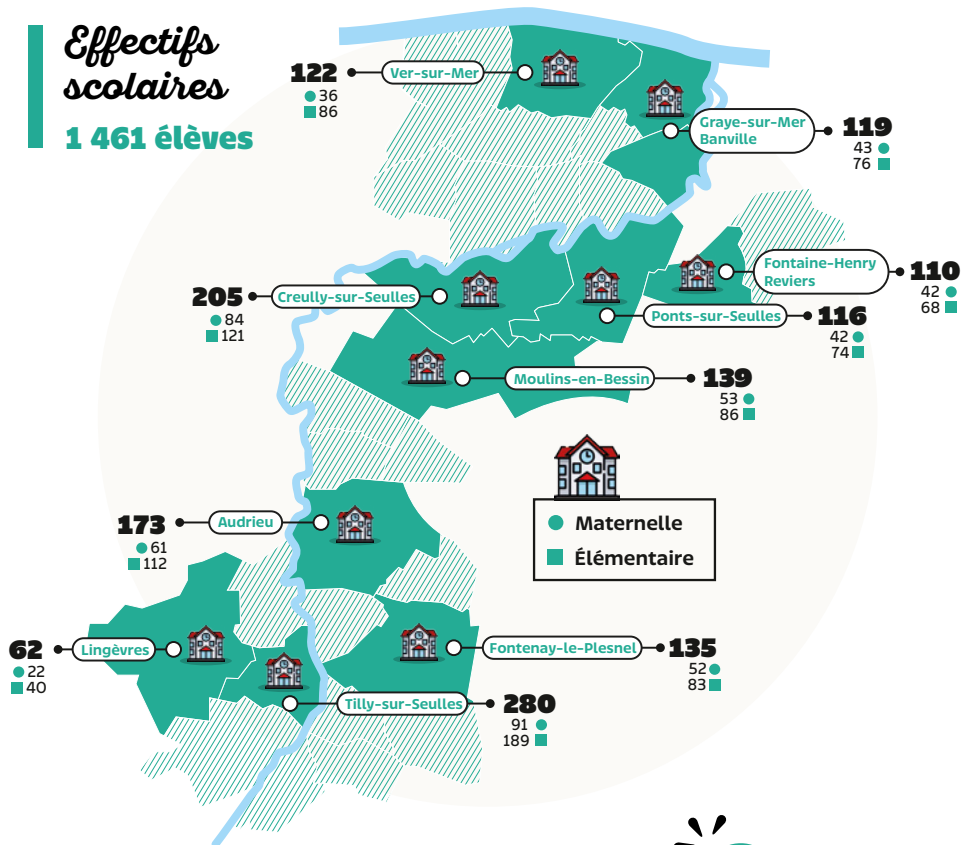 Effectifs
scolaires
1 461 élèves
122
36
86
Ver-sur-Mer
Graye-sur-Mer
Banville
119
43
76
Fontaine-Henry
Reviers
110
42
68
205
84
121
Creully-sur-Seulles
Ponts-sur-Seulles
116
42
74
Moulins-en-Bessin
139
53
86
Maternelle
Élémentaire
173
61
112
Audrieu
62
22
40
Lingèvres
Fontenay-le-Plesnel
135
52
83
Tilly-sur-Seulles
280
91
189